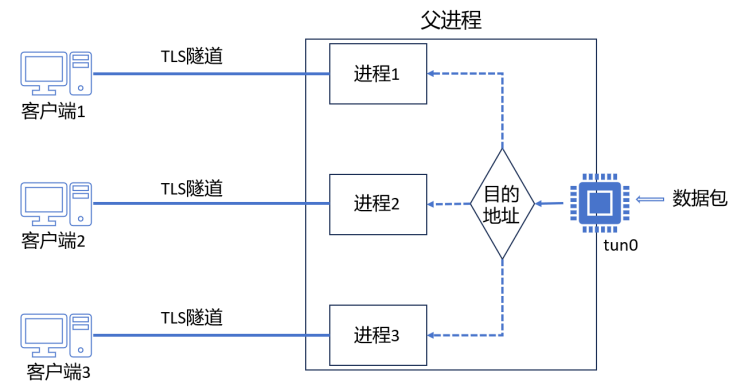 父进程
TLS隧道
进程1
客户端1
TLS隧道
进程2
目的
地址
数据包
客户端2
tun0
TLS隧道
进程3
客户端3